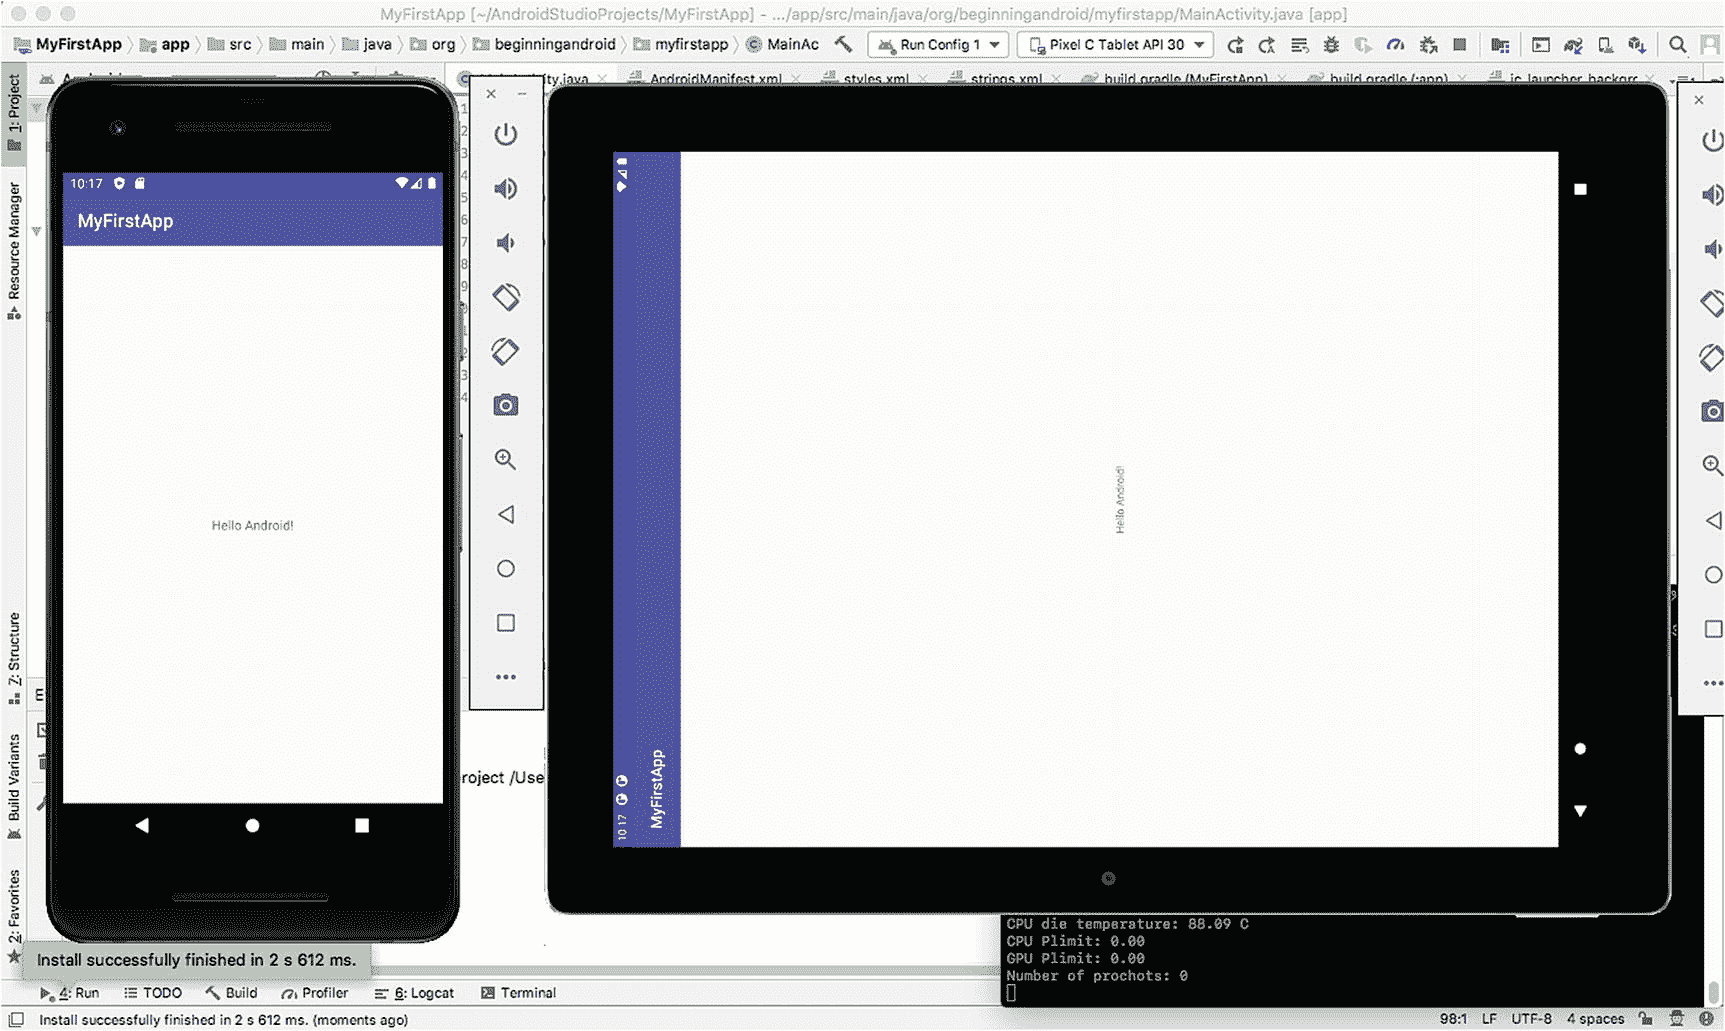 MyFirstApp [~/AndroidStudioProjects/MyFirstApp] - .../app/src/main/java/org/beginningandroid/myfirstapp/MainActivity.java [app]
MyFirstApp app src main java org beginningandroid myfirstapp MainAc Run Config 1 Pixel C Tablet API 30
AndroidManifest.xml styles.xml strings.xml build.gradle (MyFirstApp) build.gradle (:app)
1: Project
Resource Manager
Z: Structure
Build Variants
2: Favorites
10:17
MyFirstApp
Hello Android!
10:17
MyFirstApp
Hello Android!
roject /Use
CPU die temperature: 88.09 C
CPU Plimit: 0.00
GPU Plimit: 0.00
Number of prochots: 0
Install successfully finished in 2 s 612 ms.
4: Run TODO Build Profiler 6: Logcat Terminal
Install successfully finished in 2 s 612 ms. (moments ago) 98:1 LF UTF-8 4 spaces